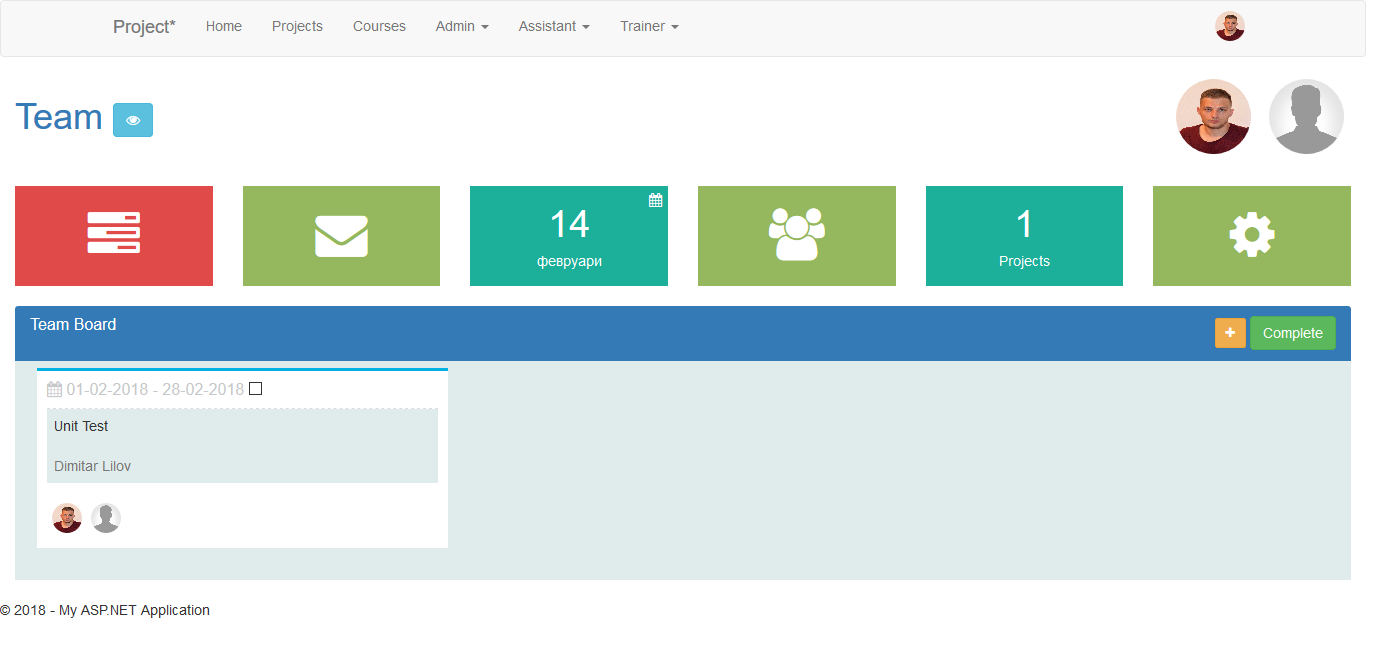 Project* Home Projects Courses Admin Assistant Trainer
Team
14
февруари
1
Projects
Team Board
+ Complete
01-02-2018 - 28-02-2018
Unit Test
Dimitar Lilov
© 2018 - My ASP.NET Application